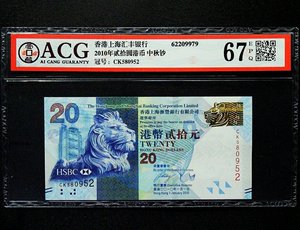 ACG
AI CANG GUARANTY
香港上海汇丰银行 62209979
2010年贰拾圆港币 中秋钞
冠号: CK580952
67 EPQ
20
The Hongkong and Shanghai Banking Corporation Limited
香港上海滙豐銀行有限公司
港幣貳拾元
TWENTY
HONG KONG DOLLARS
20
HSBC
CK580952
CK580952